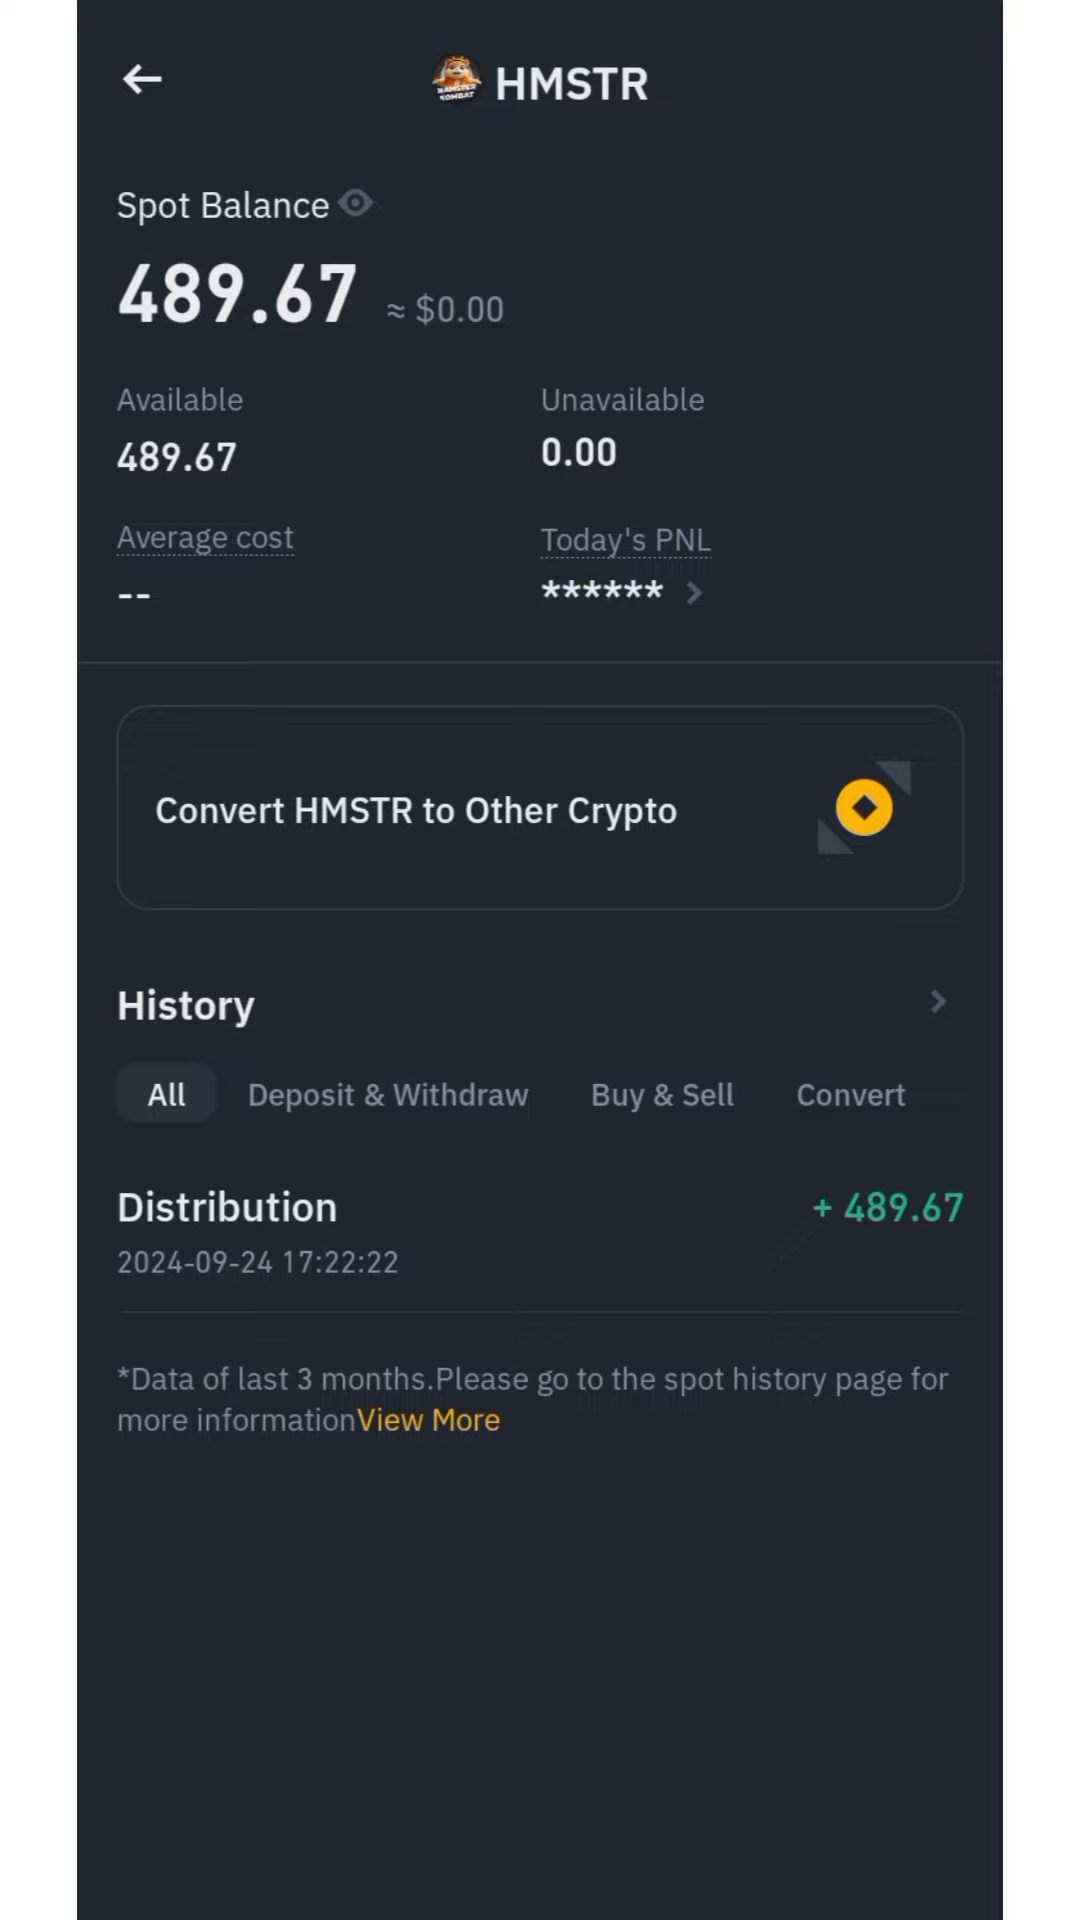 HAMSTER
KOMBAT
HMSTR
Spot Balance
489.67 ≈ $0.00
Available Unavailable
489.67 0.00
Average cost Today's PNL
-- ******
Convert HMSTR to Other Crypto
History
All Deposit & Withdraw Buy & Sell Convert
Distribution + 489.67
2024-09-24 17:22:22
*Data of last 3 months.Please go to the spot history page for
more informationView More